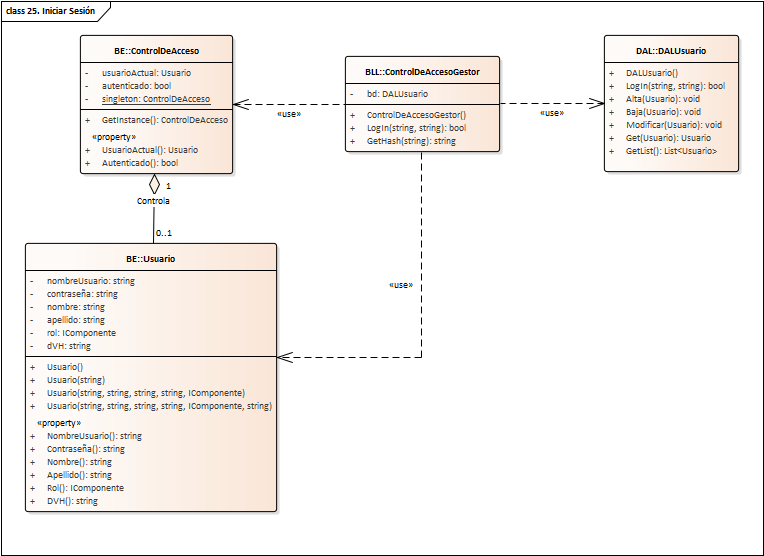 class 25. Iniciar Sesión
BE::ControlDeAcceso
- usuarioActual: Usuario
- autenticado: bool
- singleton: ControlDeAcceso
+ GetInstance(): ControlDeAcceso
«property»
+ UsuarioActual(): Usuario
+ Autenticado(): bool
BLL::ControlDeAccesoGestor
- bd: DALUsuario
+ ControlDeAccesoGestor()
+ LogIn(string, string): bool
+ GetHash(string): string
DAL::DALUsuario
+ DALUsuario()
+ LogIn(string, string): bool
+ Alta(Usuario): void
+ Baja(Usuario): void
+ Modificar(Usuario): void
+ Get(Usuario): Usuario
+ GetList(): List<Usuario>
«use»
«use»
1
Controla
0..1
«use»
BE::Usuario
- nombreUsuario: string
- contraseña: string
- nombre: string
- apellido: string
- rol: IComponente
- dVH: string
+ Usuario()
+ Usuario(string)
+ Usuario(string, string, string, string, IComponente)
+ Usuario(string, string, string, string, IComponente, string)
«property»
+ NombreUsuario(): string
+ Contraseña(): string
+ Nombre(): string
+ Apellido(): string
+ Rol(): IComponente
+ DVH(): string